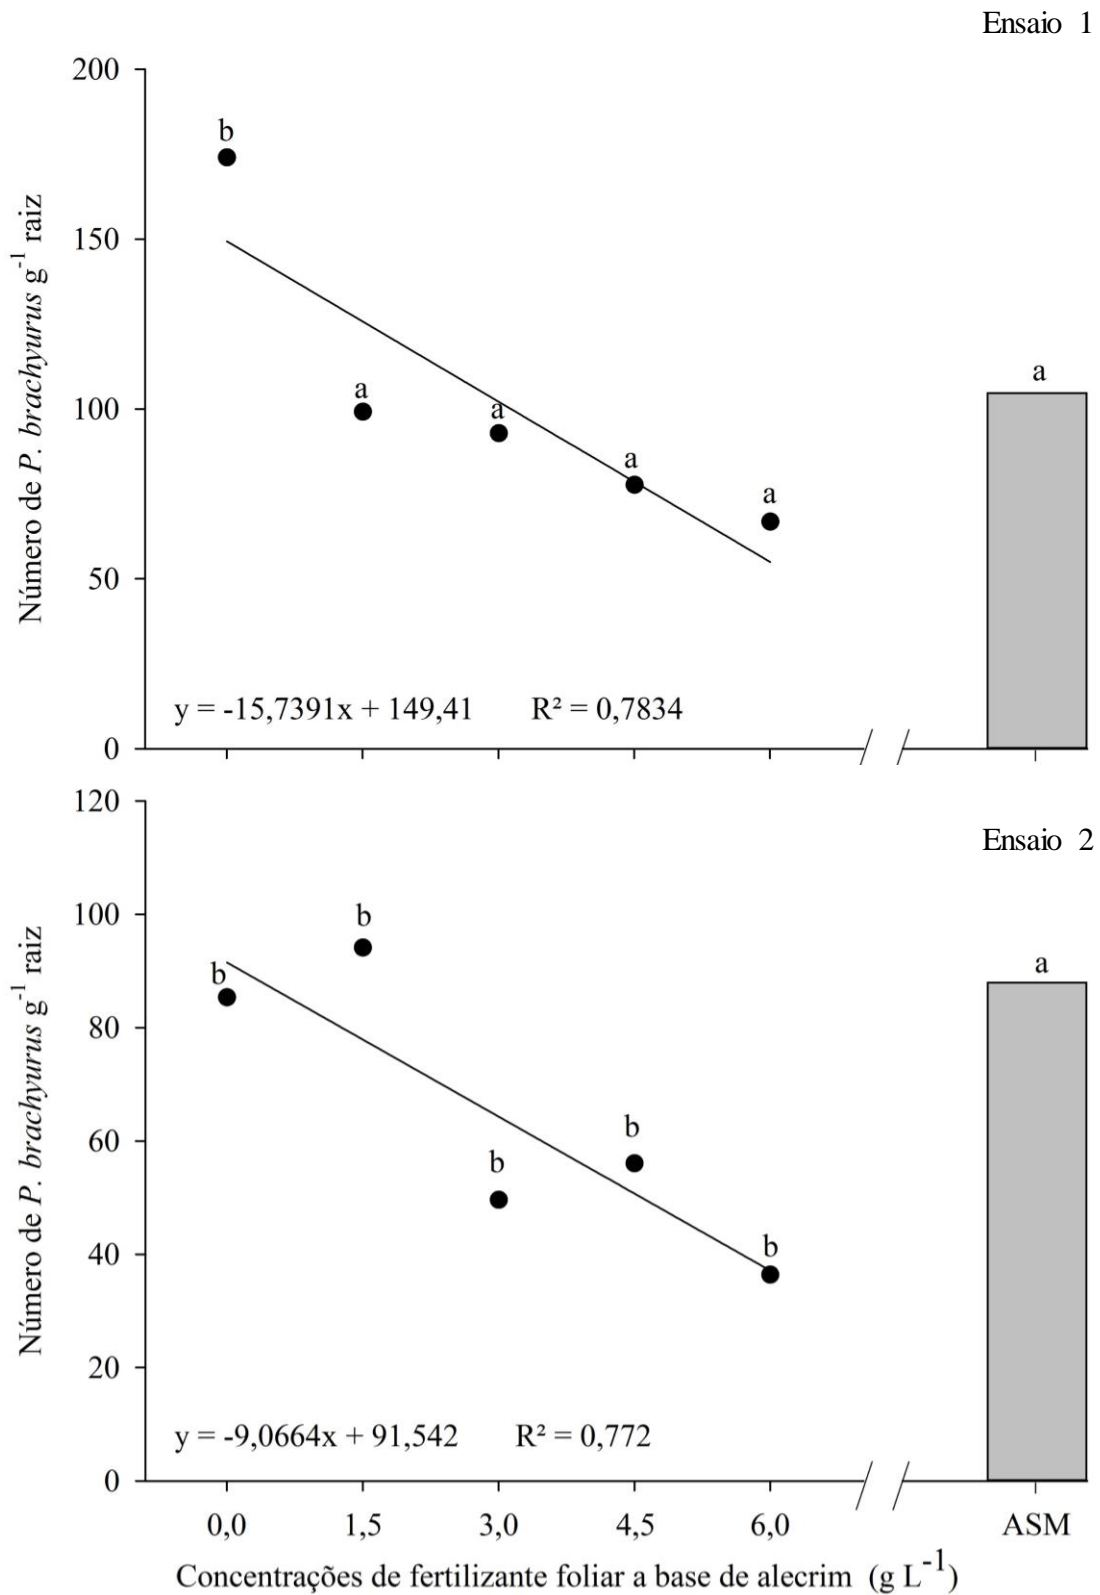 Ensaio 1
200
b
150
a
a
a
a
a
100
50
0
Número de P. brachyurus g⁻¹ raiz
y = -15,7391x + 149,41 R² = 0,7834
Ensaio 2
120
100
b
b
a
80
b
b
60
b
40
20
0
Número de P. brachyurus g⁻¹ raiz
y = -9,0664x + 91,542 R² = 0,772
0,0 1,5 3,0 4,5 6,0 ASM
Concentrações de fertilizante foliar a base de alecrim (g L⁻¹)